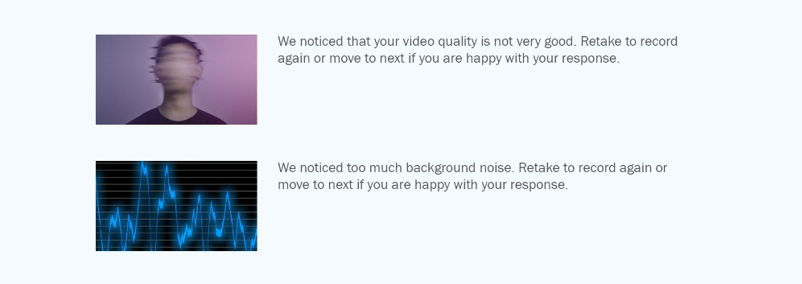 We noticed that your video quality is not very good. Retake to record
again or move to next if you are happy with your response.
We noticed too much background noise. Retake to record again or
move to next if you are happy with your response.